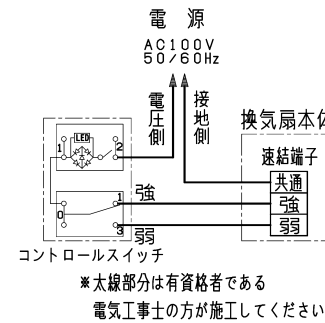 電 源
AC100V
50/60Hz
電圧側
接地側
換気扇本体
速結端子
LED
1
2
共通
強
1
強
0
弱
3
弱
コントロールスイッチ
※太線部分は有資格者である
電気工事士の方が施工してください